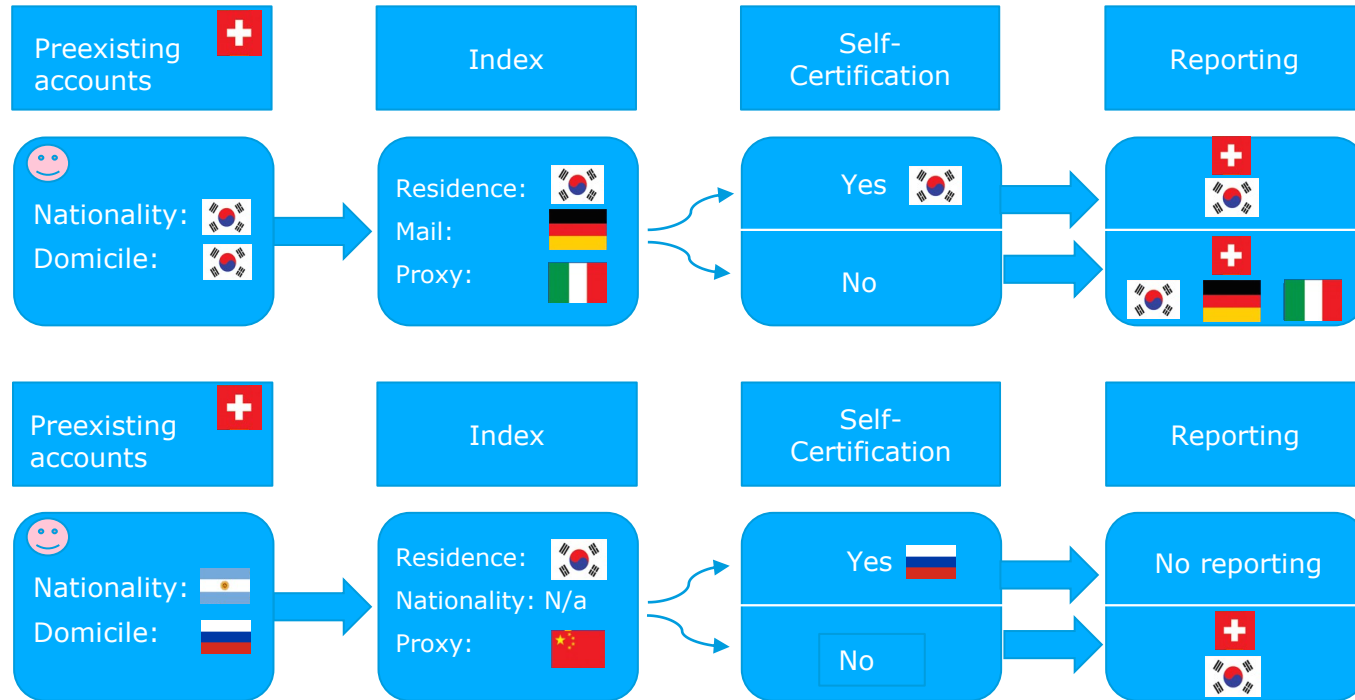 Preexisting
accounts
Index
Self-
Certification
Reporting
Nationality:
Domicile:
Residence:
Mail:
Proxy:
Yes
No
Preexisting
accounts
Index
Self-
Certification
Reporting
Nationality:
Domicile:
Residence:
Nationality: N/a
Proxy:
Yes
No
No reporting